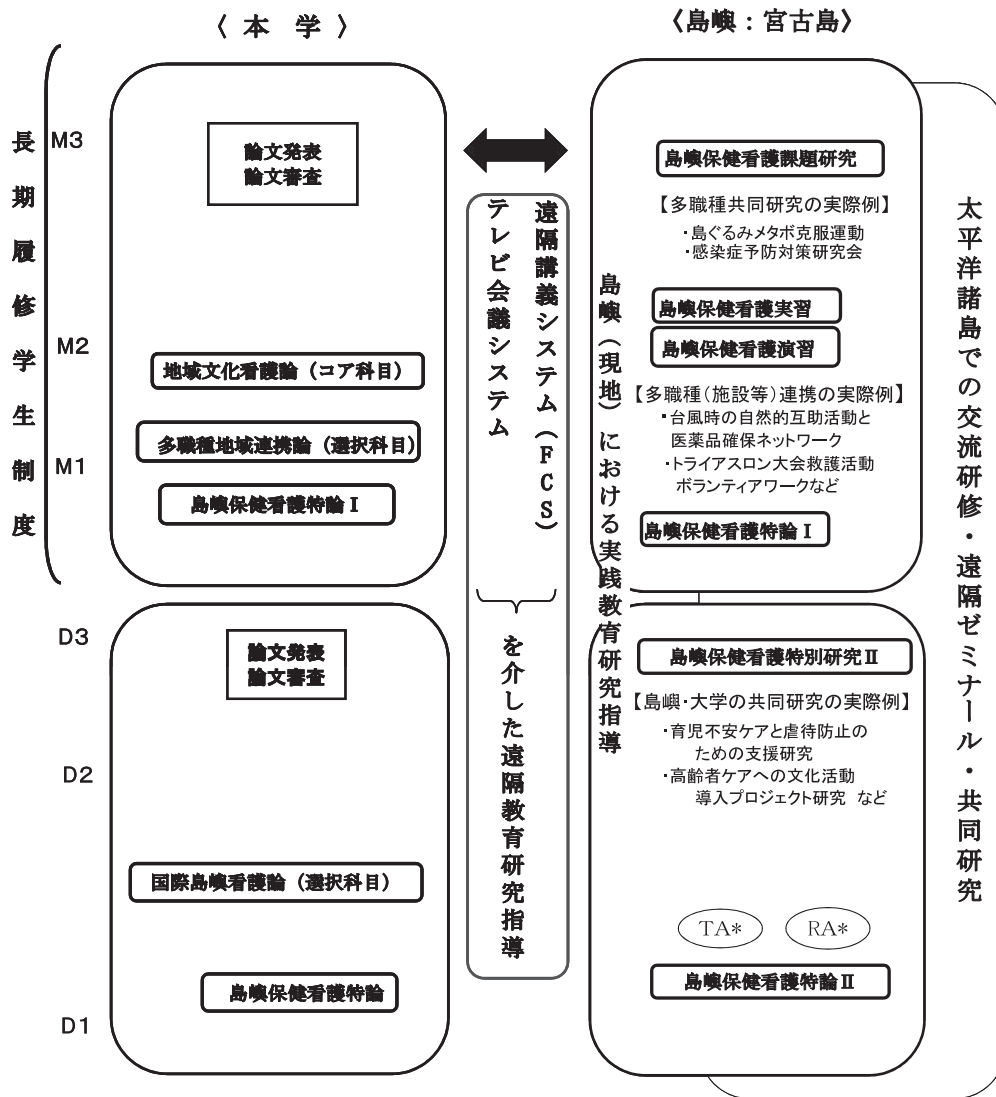 〈 本 学 〉
〈島嶼：宮古島〉
長期履修学生制度
M3
M2
M1
D3
D2
D1
論文発表
論文審査
地域文化看護論（コア科目）
多職種地域連携論（選択科目）
島嶼保健看護特論Ⅰ
論文発表
論文審査
国際島嶼看護論（選択科目）
島嶼保健看護特論
遠隔講義システム（FCS）
テレビ会議システム
を介した遠隔教育研究指導
島嶼（現地）における実践教育研究指導
島嶼保健看護課題研究
【多職種共同研究の実際例】
・島ぐるみメタボ克服運動
・感染症予防対策研究会
島嶼保健看護実習
島嶼保健看護演習
【多職種（施設等）連携の実際例】
・台風時の自然的互助活動と
医薬品確保ネットワーク
・トライアスロン大会救護活動
ボランティアワークなど
島嶼保健看護特論Ⅰ
島嶼保健看護特別研究Ⅱ
【島嶼・大学の共同研究の実際例】
・育児不安ケアと虐待防止の
ための支援研究
・高齢者ケアへの文化活動
導入プロジェクト研究 など
TA*
RA*
島嶼保健看護特論Ⅱ
太平洋諸島での交流研修・遠隔ゼミナール・共同研究